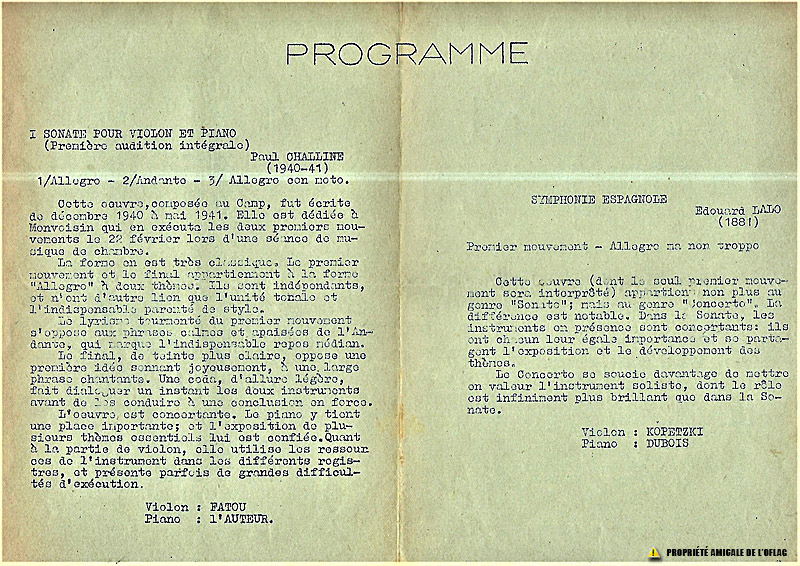 PROGRAMME
I SONATE POUR VIOLON ET PIANO
(Première audition intégrale)
Paul CHALLINE
(1940-41)
1/Allegro - 2/Andante - 3/ Allegro con moto.
Cette oeuvre,composée au Camp, fut écrite
de décembre 1940 à mai 1941. Elle est dédiée à
Monvoisin qui en exécuta les deux premiers mou-
vements le 22 février lors d'une séance de mu-
sique de chambre.
La forme en est très classique. Le premier
mouvement et le final appartiennent à la forme
"Allegro" à deux thèmes. Ils sont indépendants,
et n'ont d'autre lien que l'unité tonale et
l'indispensable parenté de style.
Le lyrisme tourmenté du premier mouvement
s'oppose aux phrases calmes et apaisées de l'An-
dante, qui marque l'indispensable repos médian.
Le final, de teinte plus claire, oppose une
première idée sonnant joyeusement, à une large
phrase chantante. Une coda, d'allure légère,
fait dialoguer un instant les deux instruments
avant de les conduire à une conclusion en force.
L'oeuvre est concertante. Le piano y tient
une place importante; et l'exposition de plu-
sieurs thèmes essentiels lui est confiée.Quant
à la partie de violon, elle utilise les ressour
ces de l'instrument dans les différents regis-
tres, et présente parfois de grandes difficul-
tés d'exécution.
Violon : FATOU
Piano : l'AUTEUR.
SYMPHONIE ESPAGNOLE
Edouard LALO
(1881)
Premier mouvement - Allegro ma non troppo
Cette oeuvre (dont le seul premier mouve-
ment sera interprété) appartient non plus au
genre "Sonate"; mais au genre "Concerto". La
différence est notable. Dans la Sonate, les
instruments en présence sont concertants: ils
ont chacun leur égale importance et se parta-
gent l'exposition et le développement des
thèmes.
Le Concerto se soucie davantage de mettre
en valeur l'instrument soliste, dont le rôle
est infiniment plus brillant que dans la So-
nate.
Violon : KOPETZKI
Piano : DUBOIS
PROPRIÉTÉ AMIGALE DE L'OFLAG